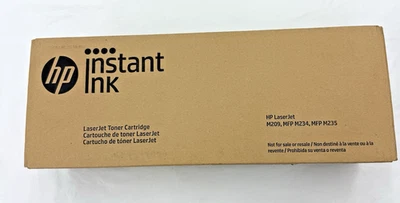 hp
instant
ink
LaserJet Toner Cartridge
Cartouche de toner LaserJet
Cartucho de tóner LaserJet
HP LaserJet
M209, MFP M234, MFP M235
Not for sale or resale / Non destiné à la vente ou à la
revente / Prohibida su venta o reventa